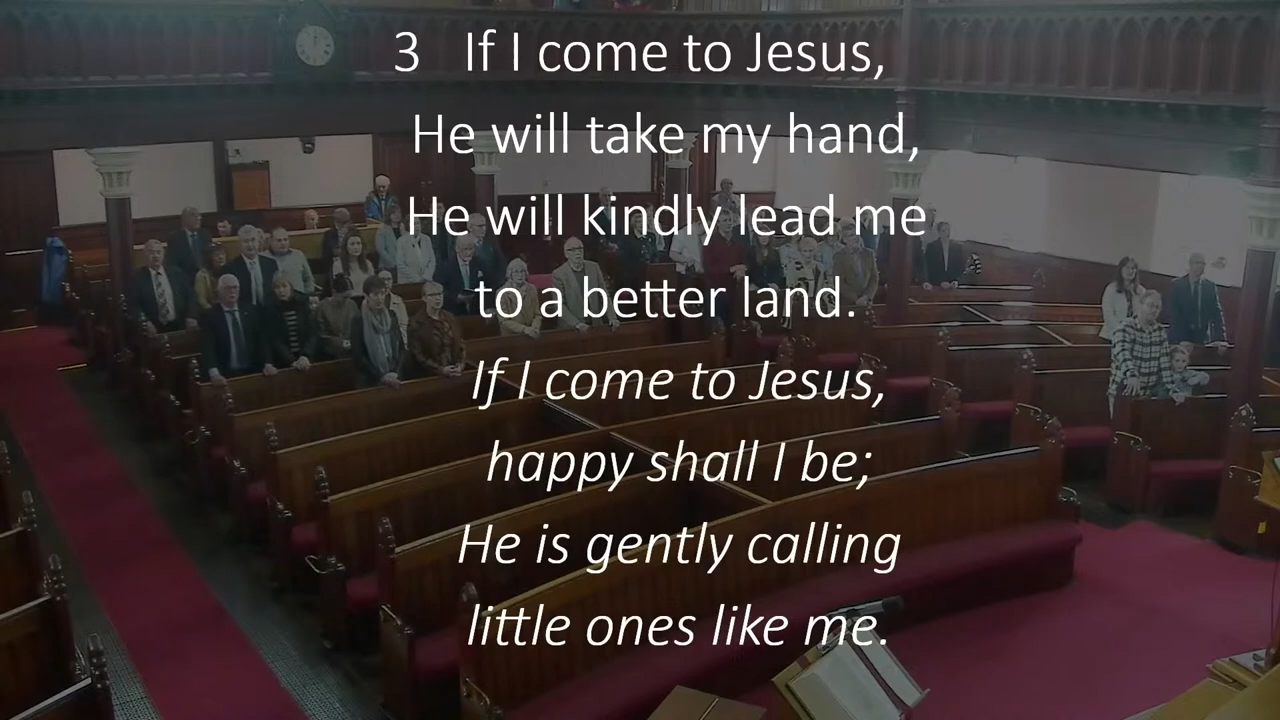 3 If I come to Jesus,
He will take my hand,
He will kindly lead me
to a better land.
If I come to Jesus,
happy shall I be;
He is gently calling
little ones like me.